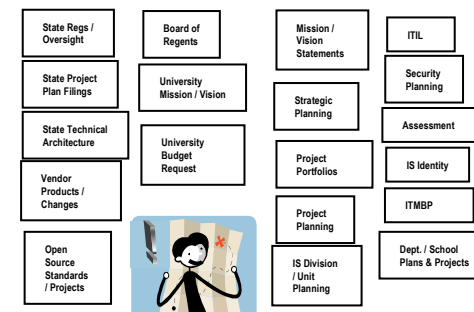 State Regs /
Oversight
State Project
Plan Filings
State Technical
Architecture
Vendor
Products /
Changes
Open
Source
Standards
/ Projects
Board of
Regents
University
Mission / Vision
University
Budget
Request
Mission /
Vision
Statements
Strategic
Planning
Project
Portfolios
Project
Planning
IS Division
/ Unit
Planning
ITIL
Security
Planning
Assessment
IS Identity
ITMBP
Dept. / School
Plans & Projects